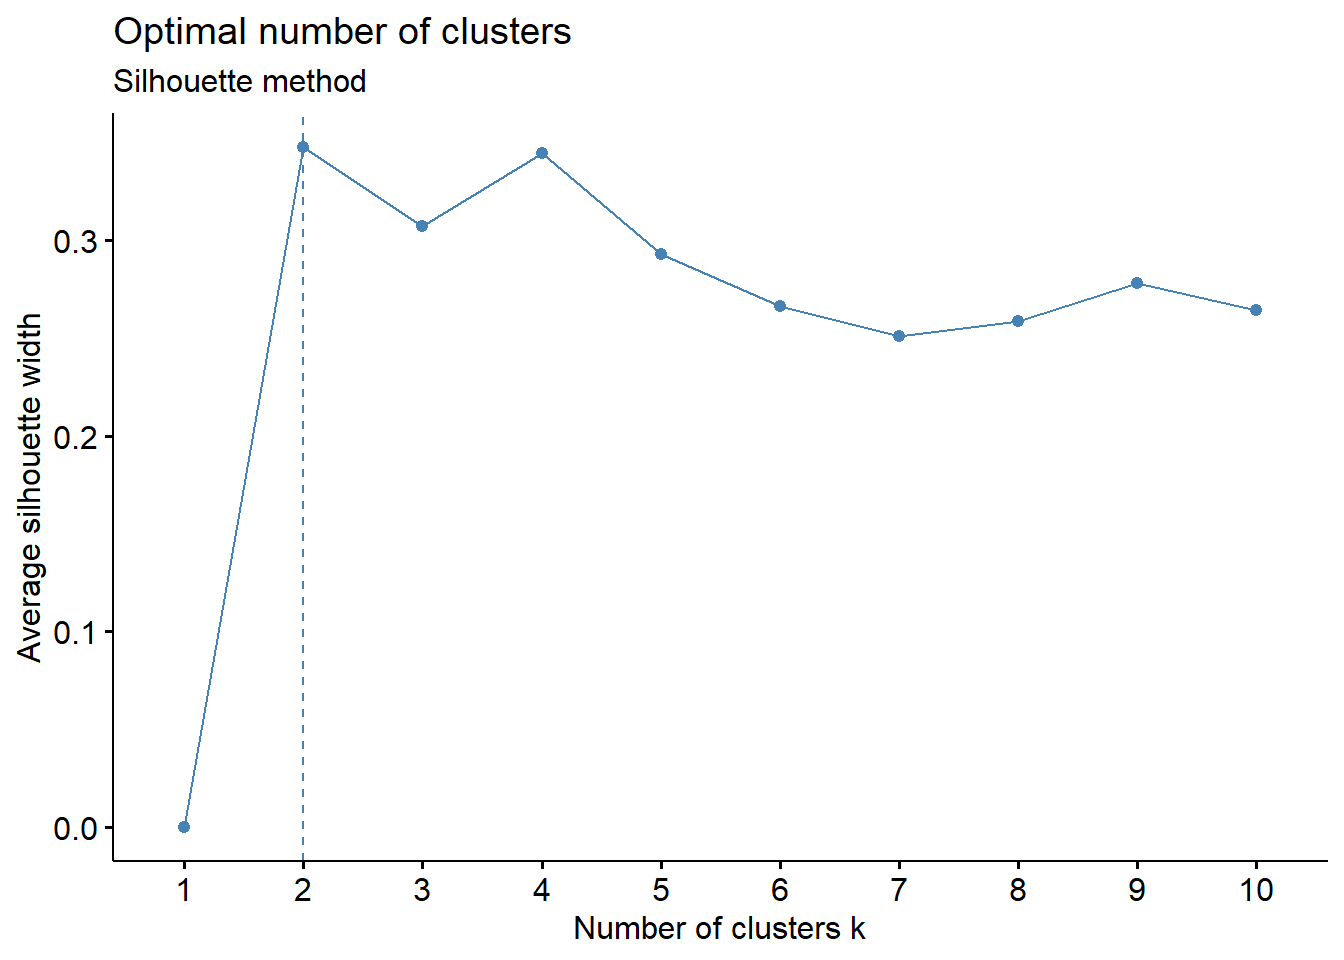 Optimal number of clusters
Silhouette method
Average silhouette width
0.3
0.2
0.1
0.0
1 2 3 4 5 6 7 8 9 10
Number of clusters k